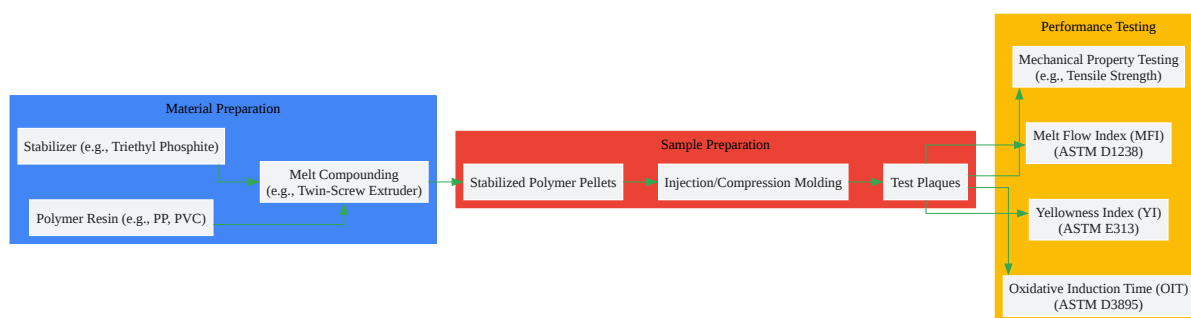 Material Preparation
Stabilizer (e.g., Triethyl Phosphite)
Polymer Resin (e.g., PP, PVC)
Melt Compounding
(e.g., Twin-Screw Extruder)
Sample Preparation
Stabilized Polymer Pellets
Injection/Compression Molding
Test Plaques
Performance Testing
Mechanical Property Testing
(e.g., Tensile Strength)
Melt Flow Index (MFI)
(ASTM D1238)
Yellowness Index (YI)
(ASTM E313)
Oxidative Induction Time (OIT)
(ASTM D3895)